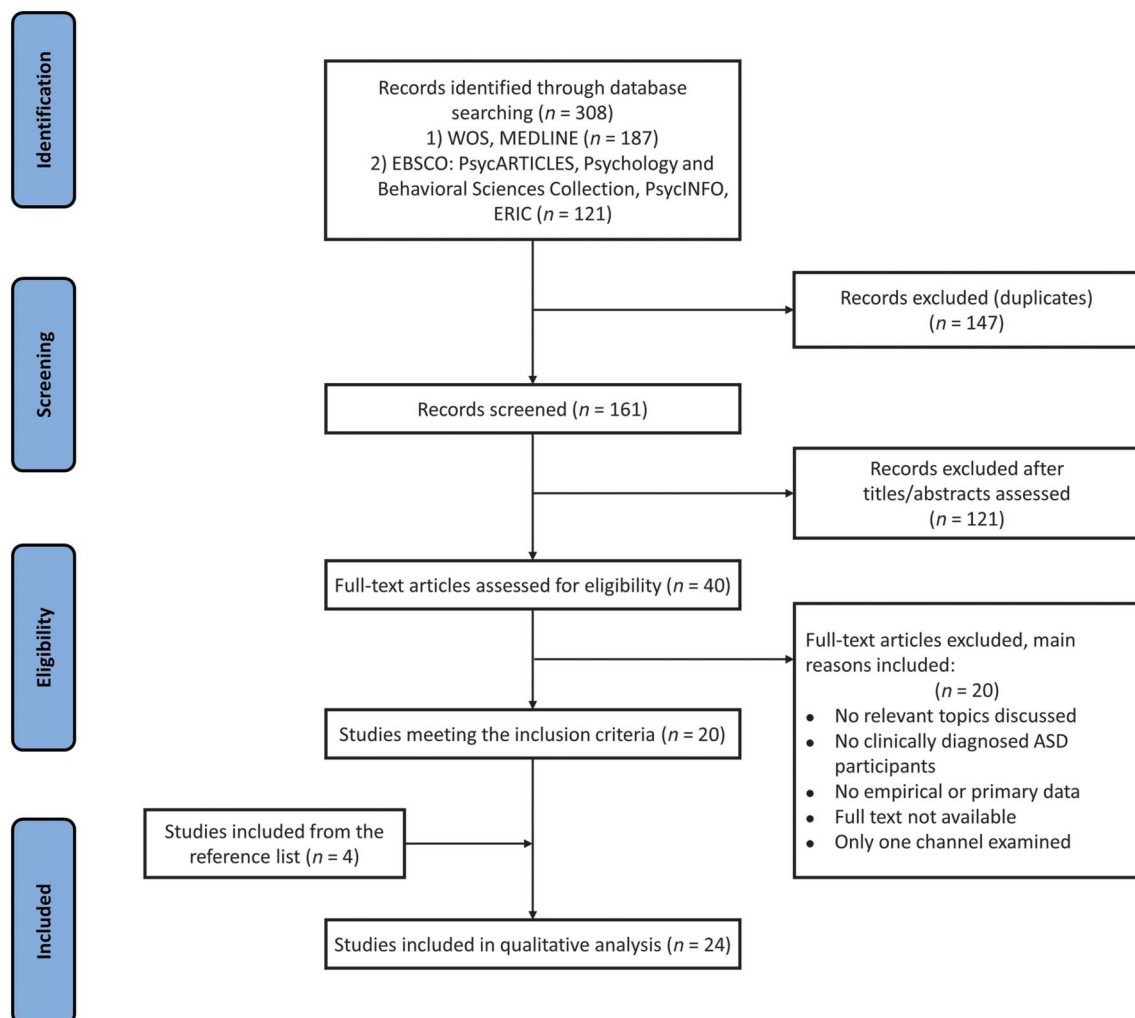 Identification
Records identified through database
searching (n = 308)
1) WOS, MEDLINE (n = 187)
2) EBSCO: PsycARTICLES, Psychology and
Behavioral Sciences Collection, PsycINFO,
ERIC (n = 121)
Screening
Records excluded (duplicates)
(n = 147)
Records screened (n = 161)
Records excluded after
titles/abstracts assessed
(n = 121)
Eligibility
Full-text articles assessed for eligibility (n = 40)
Full-text articles excluded, main
reasons included:
(n = 20)
• No relevant topics discussed
• No clinically diagnosed ASD
participants
• No empirical or primary data
• Full text not available
• Only one channel examined
Studies meeting the inclusion criteria (n = 20)
Included
Studies included from the
reference list (n = 4)
Studies included in qualitative analysis (n = 24)